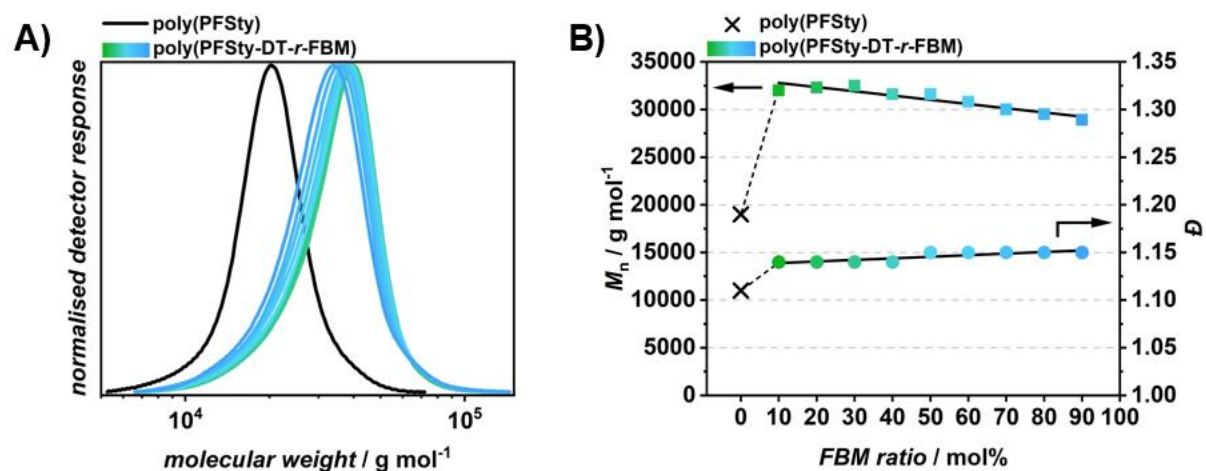 A)
poly(PFSty)
poly(PFSty-DT-r-FBM)
normalised detector response
10⁴
10⁵
molecular weight / g mol⁻¹
B)
poly(PFSty)
poly(PFSty-DT-r-FBM)
35000
30000
25000
20000
15000
10000
5000
0
Mn / g mol⁻¹
1.35
1.30
1.25
1.20
1.15
1.10
1.05
1.00
Đ
0 10 20 30 40 50 60 70 80 90 100
FBM ratio / mol%